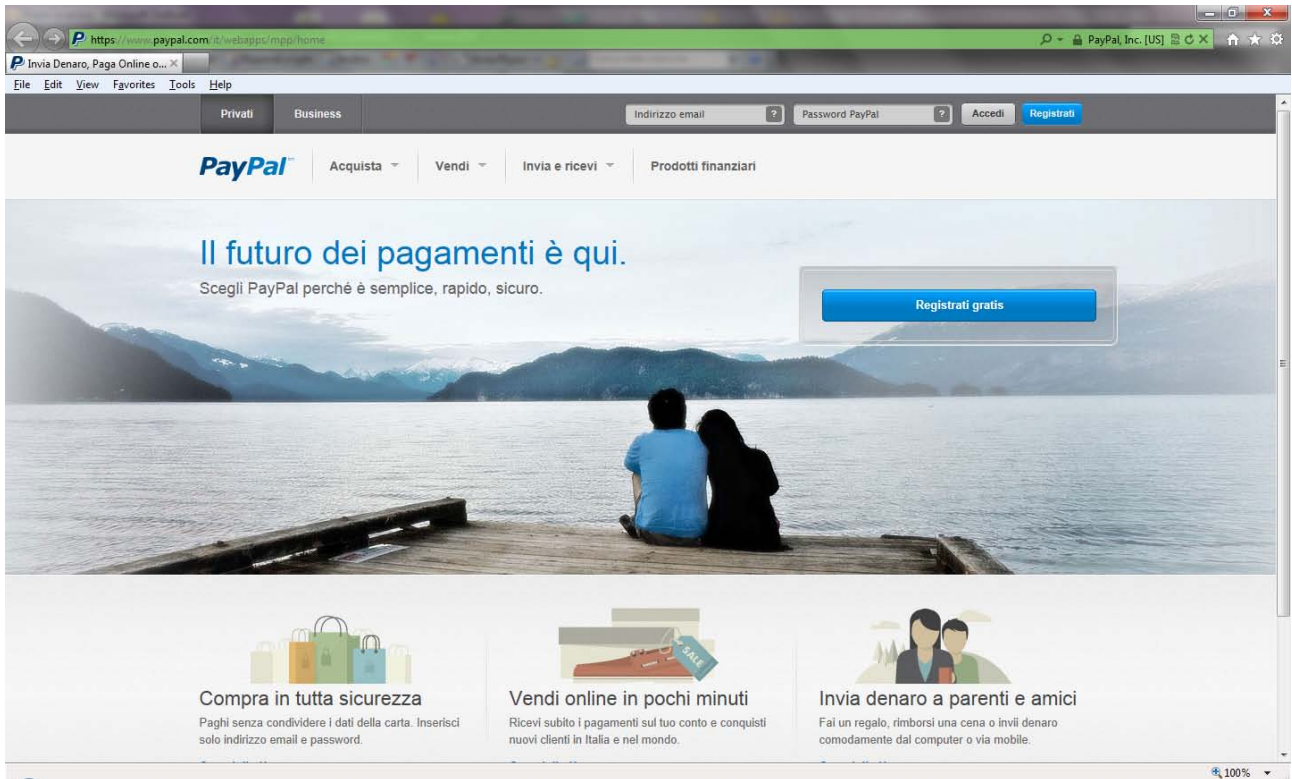 https://www.paypal.com/it/webapps/mpp/home
PayPal, Inc. [US]
Invia Denaro, Paga Online o...
File Edit View Favorites Tools Help
Privati Business Indirizzo email ? Password PayPal ? Accedi Registrati
PayPal Acquista Vendi Invia e ricevi Prodotti finanziari
Il futuro dei pagamenti è qui.
Scegli PayPal perché è semplice, rapido, sicuro.
Registrati gratis
SALE
Compra in tutta sicurezza
Paghi senza condividere i dati della carta. Inserisci
solo indirizzo email e password.
Vendi online in pochi minuti
Ricevi subito i pagamenti sul tuo conto e conquisti
nuovi clienti in Italia e nel mondo.
Invia denaro a parenti e amici
Fai un regalo, rimborsi una cena o invii denaro
comodamente dal computer o via mobile.
100%